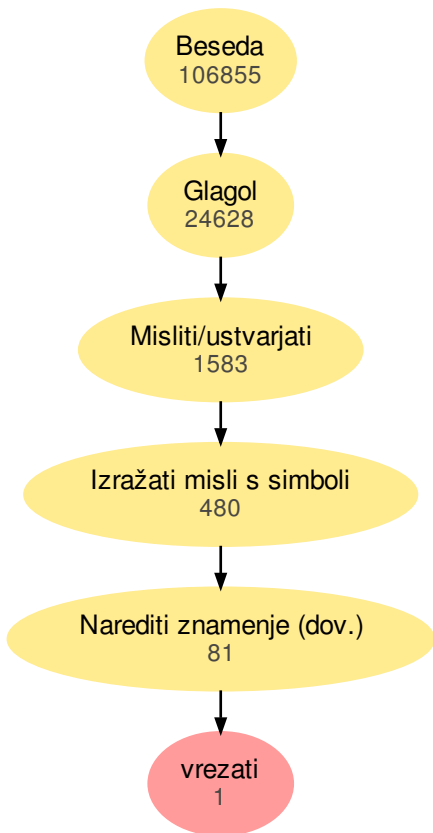 Beseda
106855
Glagol
24628
Misliti/ustvarjati
1583
Izražati misli s simboli
480
Narediti znamenje (dov.)
81
vrezati
1